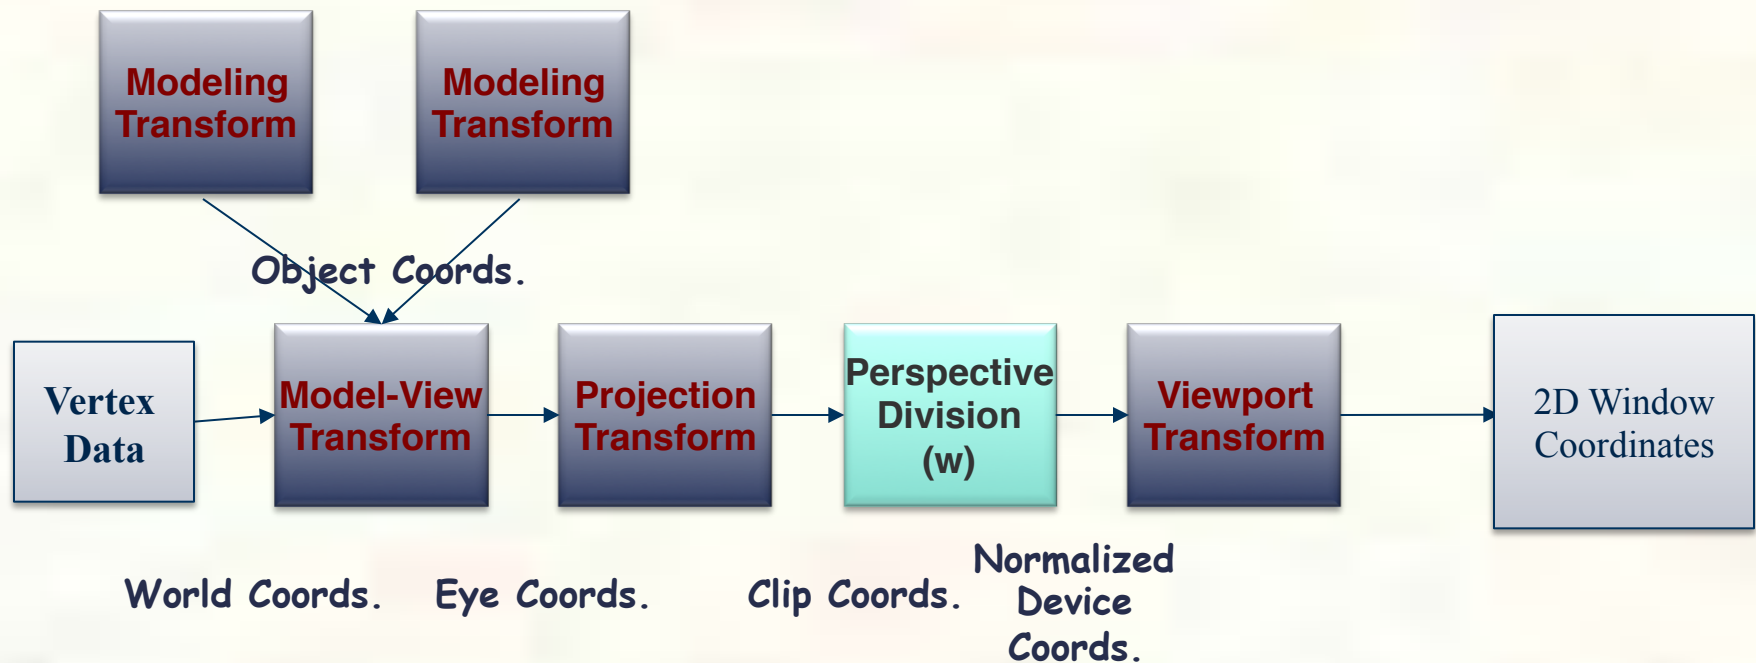 Modeling
Transform
Modeling
Transform
Object Coords.
Vertex
Data
Model-View
Transform
Projection
Transform
Perspective
Division
(w)
Viewport
Transform
2D Window
Coordinates
World Coords.
Eye Coords.
Clip Coords.
Normalized
Device
Coords.